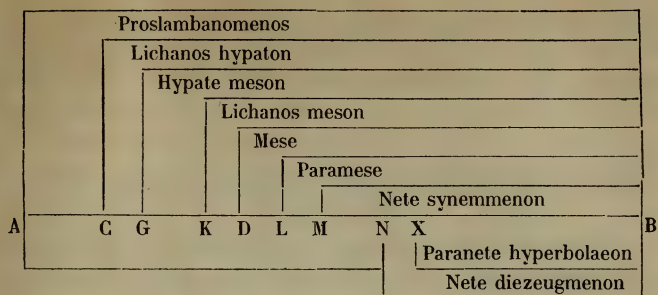 Proslambanomenos
Lichanos hypaton
Hypate meson
Lichanos meson
Mese
Paramese
Nete synemmenon
A C G K D L M N X B
Paranete hyperbolaeon
Nete diezeugmenon